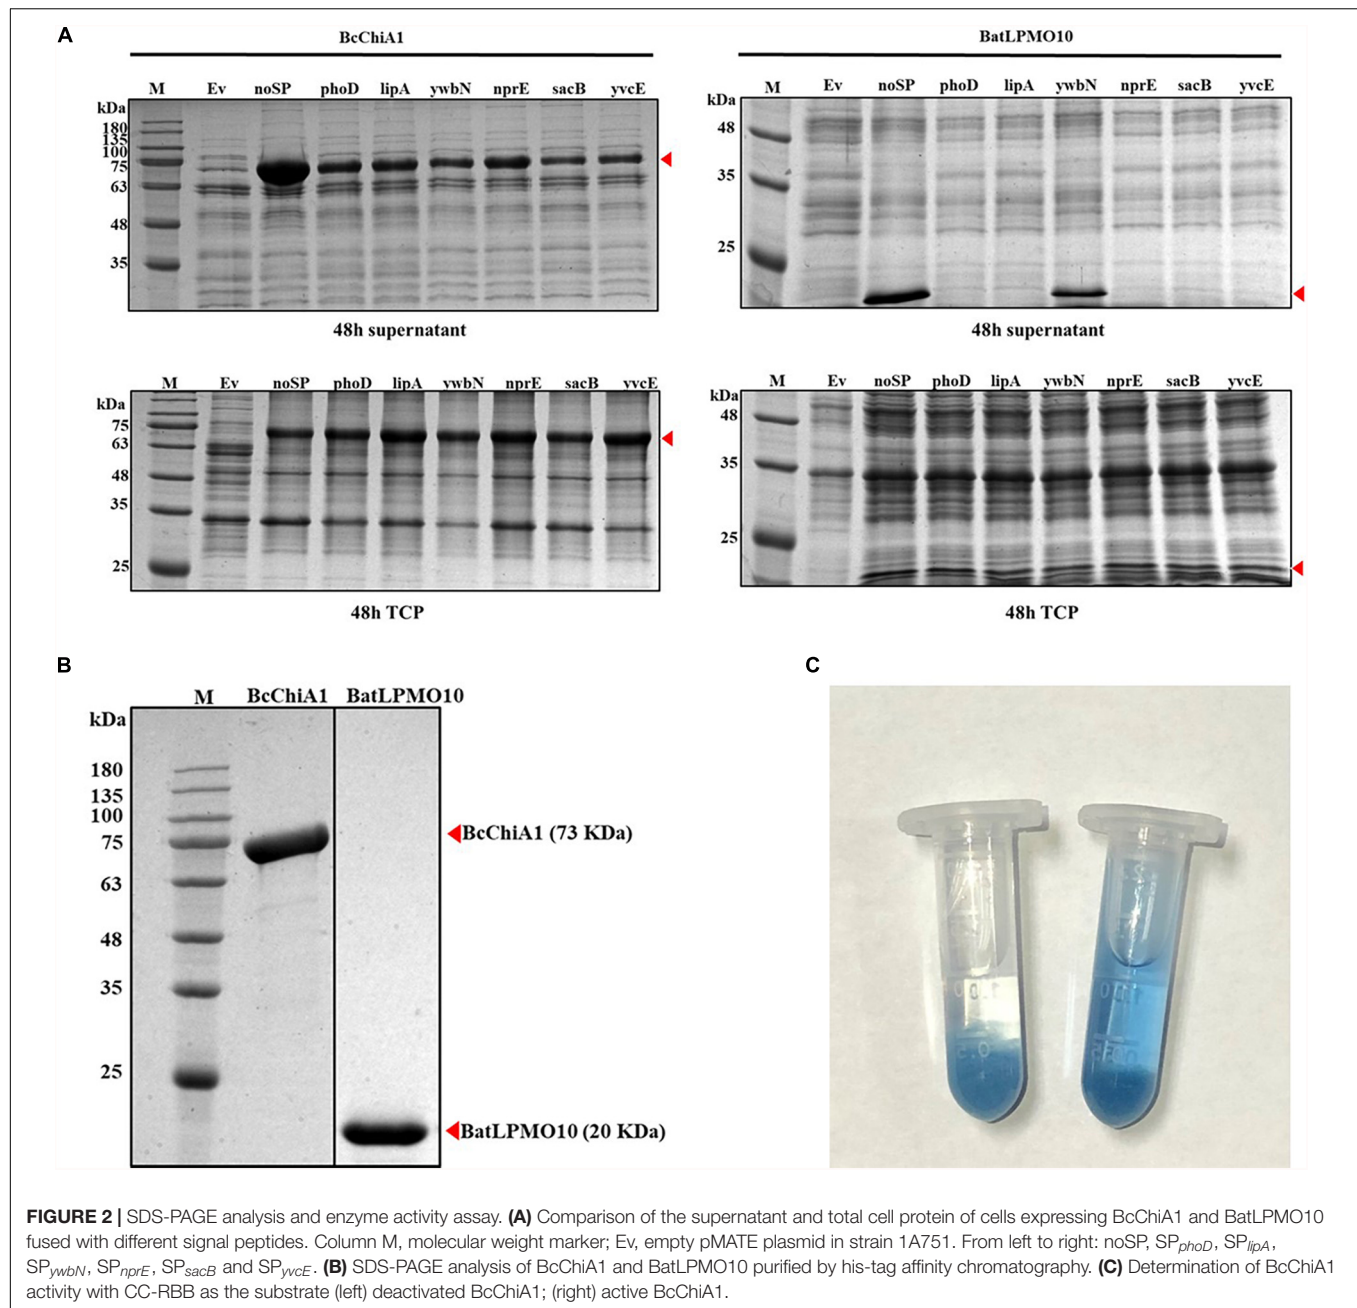 A
BcChiA1
BatLPMO10
M Ev noSP phoD lipA ywbN nprE sacB yvcE
kDa
180
135
100
75
63
48
35
48h supernatant
M Ev noSP phoD lipA ywbN nprE sacB yvcE
kDa
48
35
25
48h supernatant
M Ev noSP phoD lipA ywbN nprE sacB yvcE
kDa
75
63
48
35
25
48h TCP
M Ev noSP phoD lipA ywbN nprE sacB yvcE
kDa
48
35
25
48h TCP
B
M BcChiA1 BatLPMO10
kDa
180
135
100
75
63
48
35
25
BcChiA1 (73 KDa)
BatLPMO10 (20 KDa)
C
0.5
FIGURE 2 | SDS-PAGE analysis and enzyme activity assay. (A) Comparison of the supernatant and total cell protein of cells expressing BcChiA1 and BatLPMO10
fused with different signal peptides. Column M, molecular weight marker; Ev, empty pMATE plasmid in strain 1A751. From left to right: noSP, SPphoD, SPlipA,
SPywbN, SPnprE, SPsacB and SPyvcE. (B) SDS-PAGE analysis of BcChiA1 and BatLPMO10 purified by his-tag affinity chromatography. (C) Determination of BcChiA1
activity with CC-RBB as the substrate (left) deactivated BcChiA1; (right) active BcChiA1.